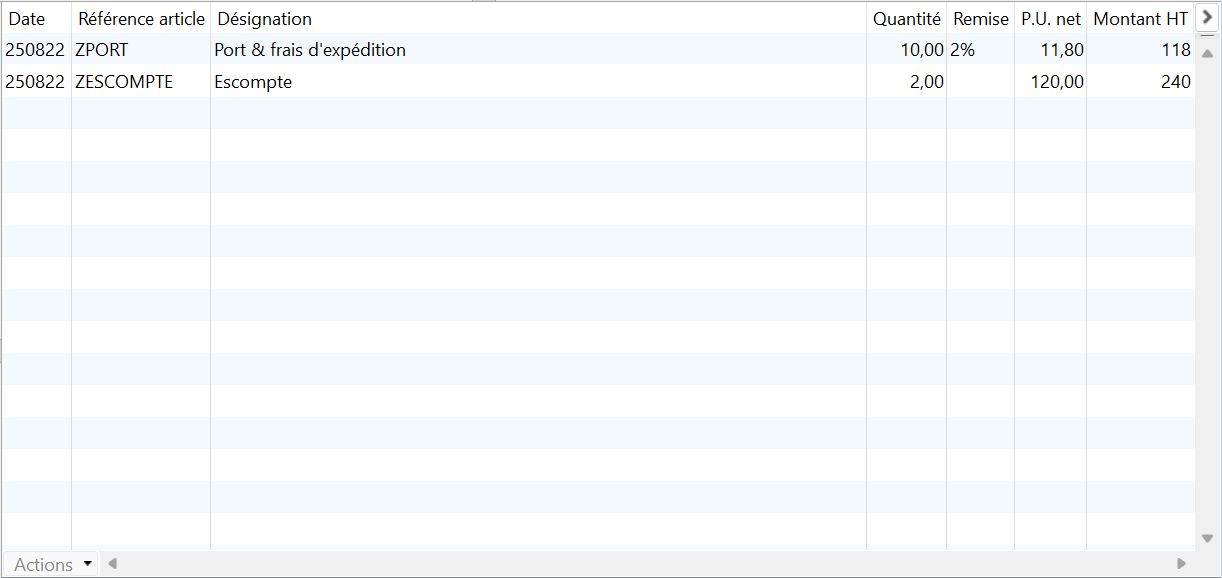 Date Référence article Désignation Quantité Remise P.U. net Montant HT
250822 ZPORT Port & frais d'expédition 10,00 2% 11,80 118
250822 ZESCOMPTE Escompte 2,00 120,00 240
Actions